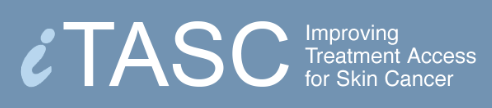 iTASC
Improving
Treatment Access
for Skin Cancer